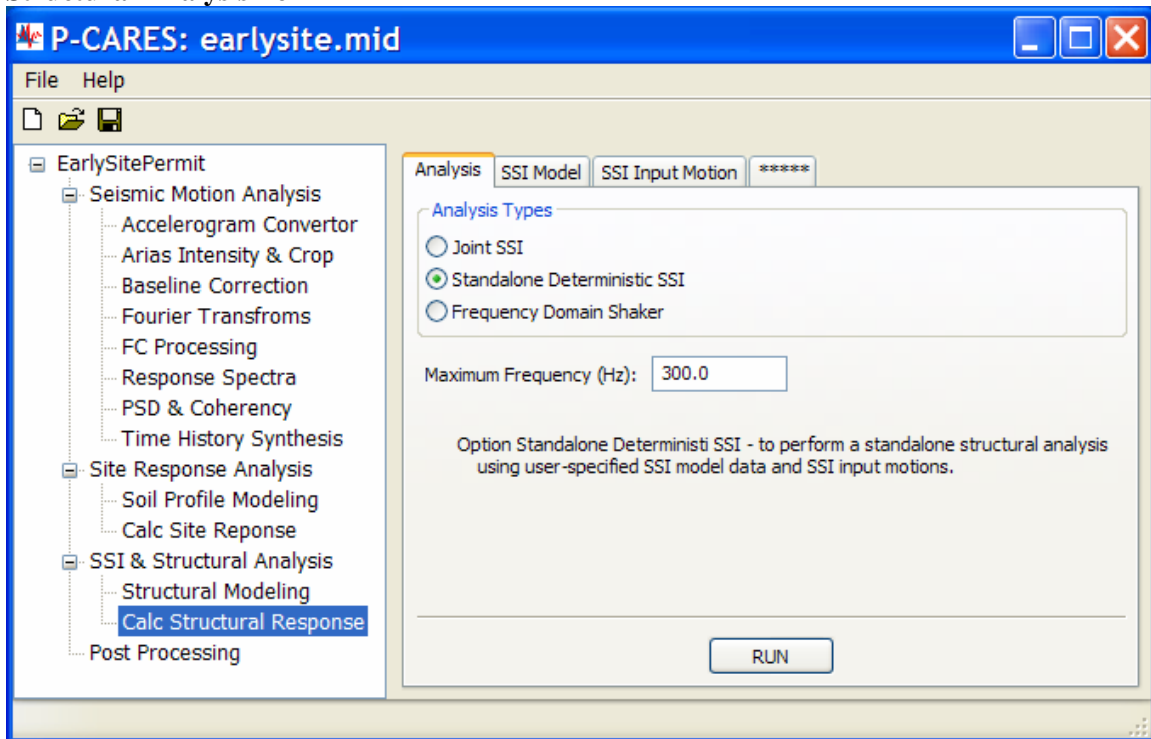 P-CARES: earlysite.mid
File Help
EarlySitePermit
Seismic Motion Analysis
Accelerogram Convertor
Arias Intensity & Crop
Baseline Correction
Fourier Transfroms
FC Processing
Response Spectra
PSD & Coherency
Time History Synthesis
Site Response Analysis
Soil Profile Modeling
Calc Site Reponse
SSI & Structural Analysis
Structural Modeling
Calc Structural Response
Post Processing
Analysis SSI Model SSI Input Motion *****
Analysis Types
Joint SSI
Standalone Deterministic SSI
Frequency Domain Shaker
Maximum Frequency (Hz): 300.0
Option Standalone Deterministi SSI - to perform a standalone structural analysis
using user-specified SSI model data and SSI input motions.
RUN